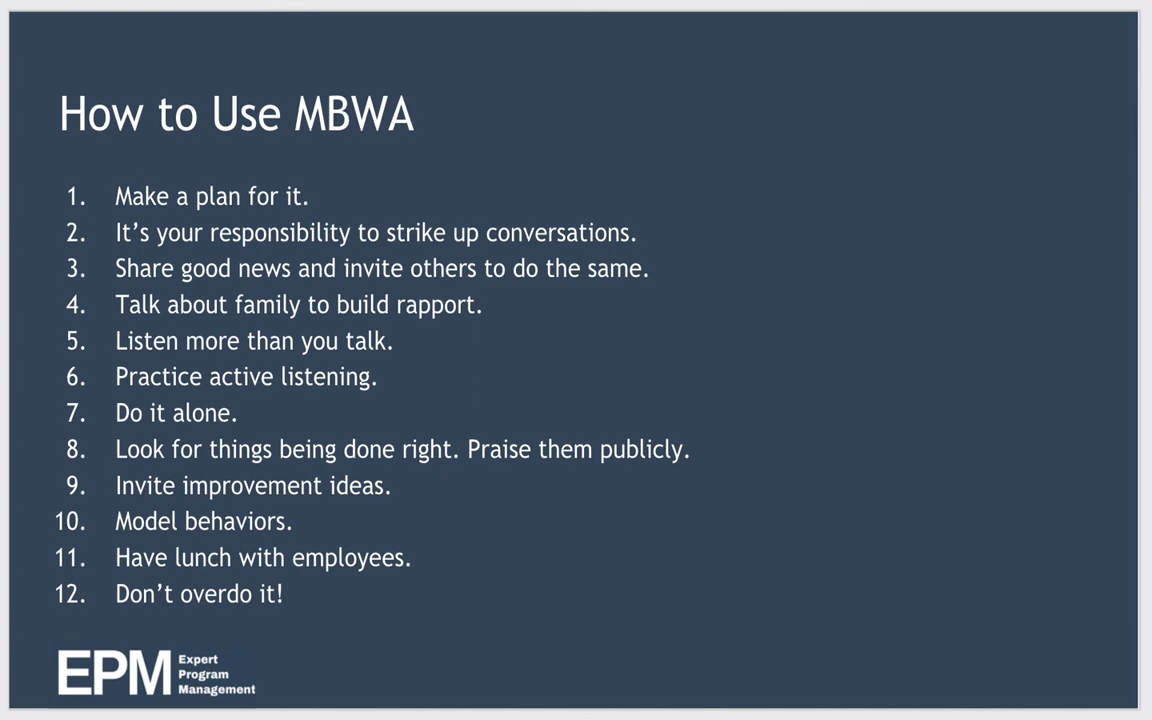 How to Use MBWA
1. Make a plan for it.
2. It’s your responsibility to strike up conversations.
3. Share good news and invite others to do the same.
4. Talk about family to build rapport.
5. Listen more than you talk.
6. Practice active listening.
7. Do it alone.
8. Look for things being done right. Praise them publicly.
9. Invite improvement ideas.
10. Model behaviors.
11. Have lunch with employees.
12. Don’t overdo it!
EPM
Expert
Program
Management